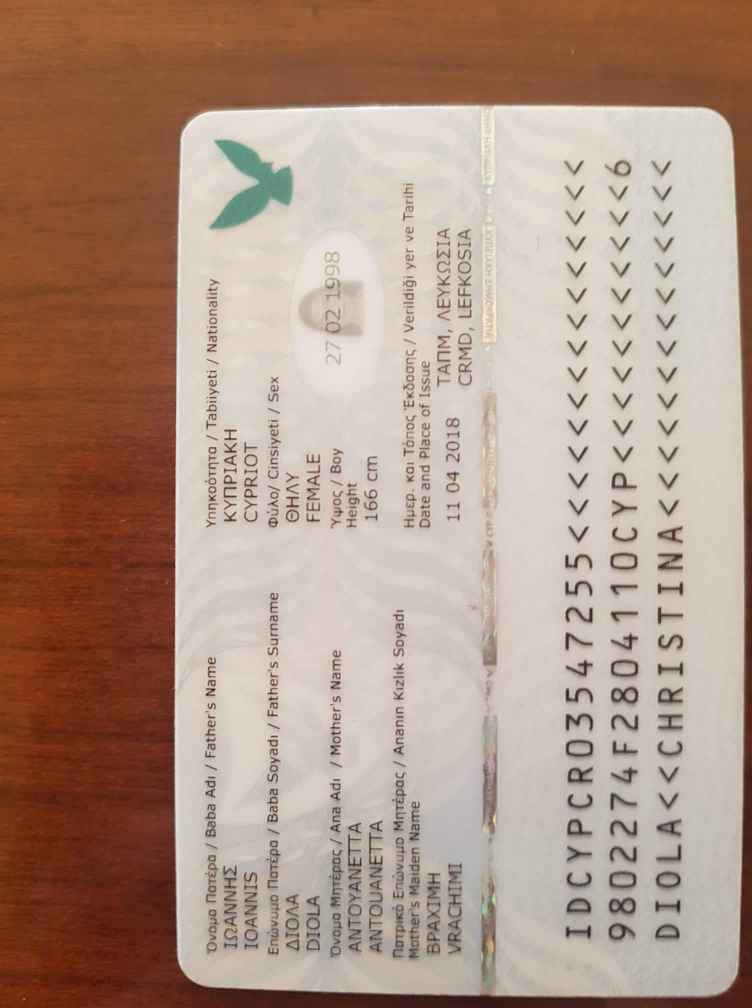 Όνομα Πατέρα / Baba Adı / Father's Name
ΙΩΑΝΝΗΣ
IOANNIS
Επώνυμο Πατέρα / Baba Soyadı / Father's Surname
ΔΙΟΛΑ
DIOLA
Όνομα Μητέρας / Ana Adı / Mother's Name
ΑΝΤΟΥΑΝΕΤΤΑ
ANTOUANETTA
Πατρικό Επώνυμο Μητέρας / Ananın Kızlık Soyadı
Mother's Maiden Name
ΒΡΑΧΙΜΗ
VRACHIMI
Υπηκοότητα / Tabiiyeti / Nationality
ΚΥΠΡΙΑΚΗ
CYPRIOT
Φύλο/ Cinsiyeti / Sex
ΘΗΛΥ
FEMALE
27 02 1998
Ύψος / Boy
Height
166 cm
Ημερ. και Τόπος Έκδοσης / Verildiği yer ve Tarihi
Date and Place of Issue
11 04 2018
ΤΑΠΜ, ΛΕΥΚΩΣΙΑ
CRMD, LEFKOSIA
IDCYPCR03547255<<<<<<<<<<<<<<<
9802274F2804110CYP<<<<<<<<<<<6
DIOLA<<CHRISTINA<<<<<<<<<<<<<<